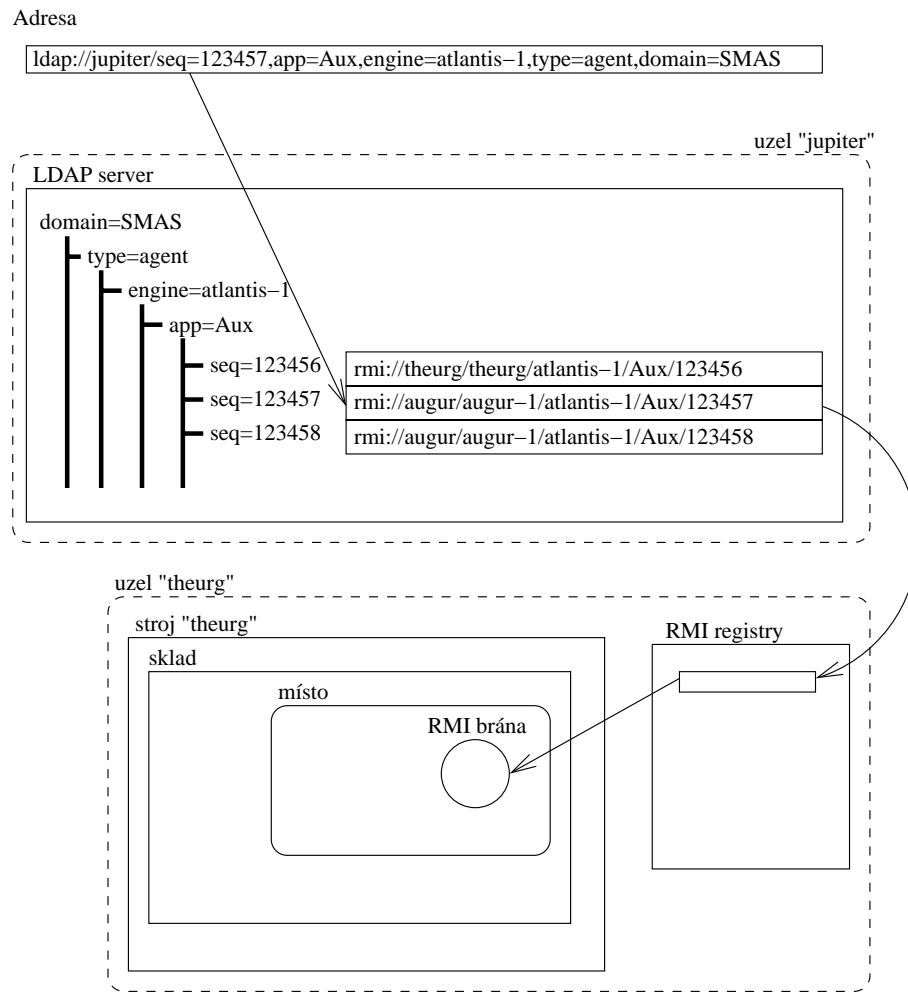 Adresa
ldap://jupiter/seq=123457,app=Aux,engine=atlantis−1,type=agent,domain=SMAS
uzel "jupiter"
LDAP server
domain=SMAS
type=agent
engine=atlantis−1
app=Aux
seq=123456 rmi://theurg/theurg/atlantis−1/Aux/123456
seq=123457 rmi://augur/augur−1/atlantis−1/Aux/123457
seq=123458 rmi://augur/augur−1/atlantis−1/Aux/123458
uzel "theurg"
stroj "theurg"
RMI registry
sklad
místo
RMI brána